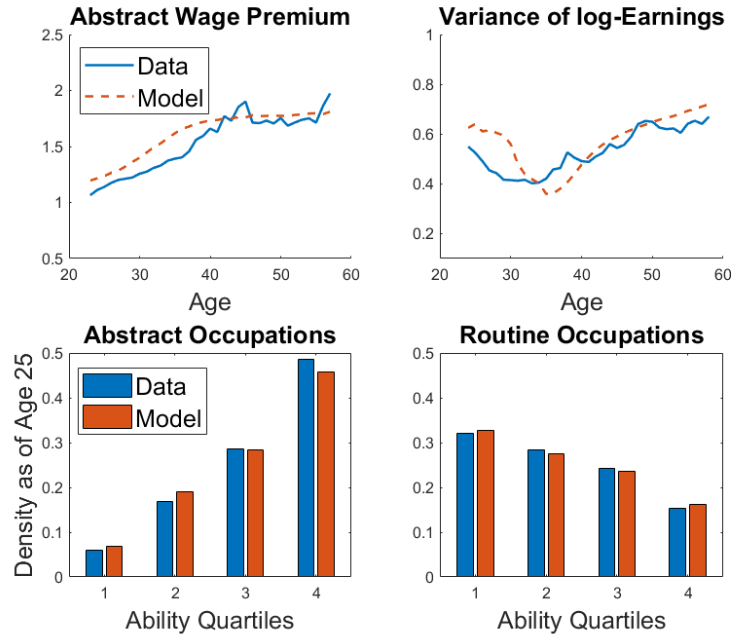 Abstract Wage Premium
2.5
2
1.5
1
0.5
Data
Model
20 30 40 50 60
Age
Variance of log-Earnings
1
0.8
0.6
0.4
0.2
20 30 40 50 60
Age
Abstract Occupations
Density as of Age 25
0.5
0.4
0.3
0.2
0.1
0
Data
Model
1 2 3 4
Ability Quartiles
Routine Occupations
0.5
0.4
0.3
0.2
0.1
0
1 2 3 4
Ability Quartiles